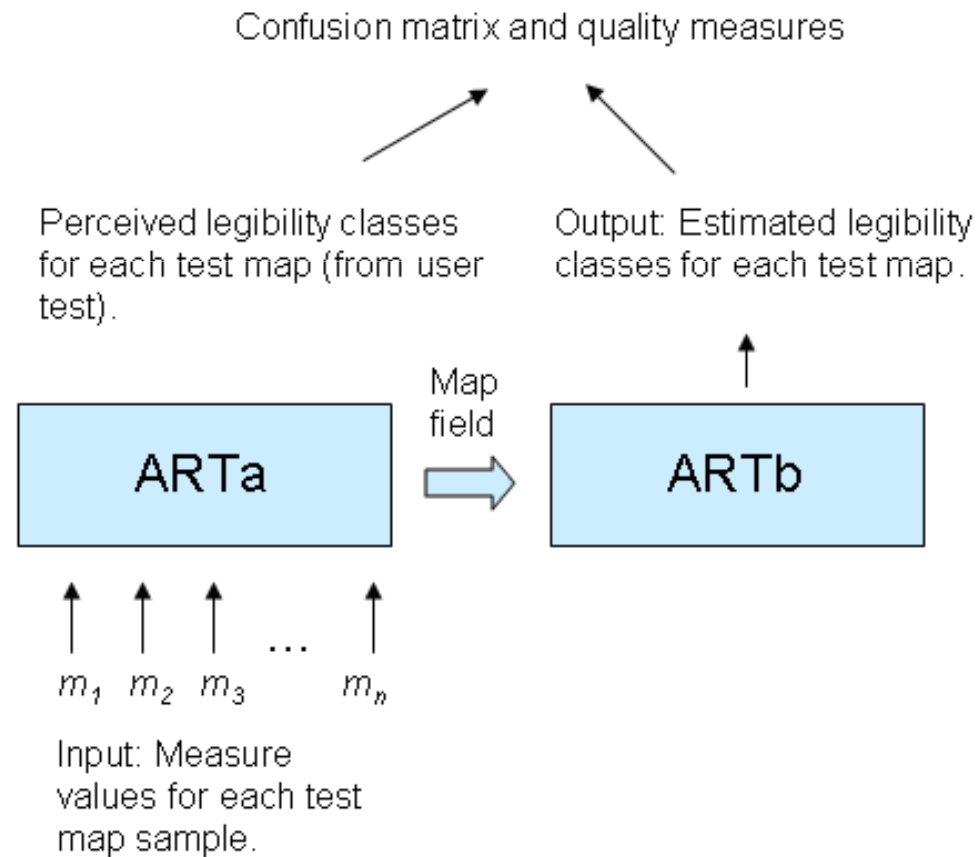 Confusion matrix and quality measures
Perceived legibility classes
for each test map (from user
test).
Output: Estimated legibility
classes for each test map.
Map
field
ARTa
ARTb
m₁ m₂ m₃ ... mₙ
Input: Measure
values for each test
map sample.